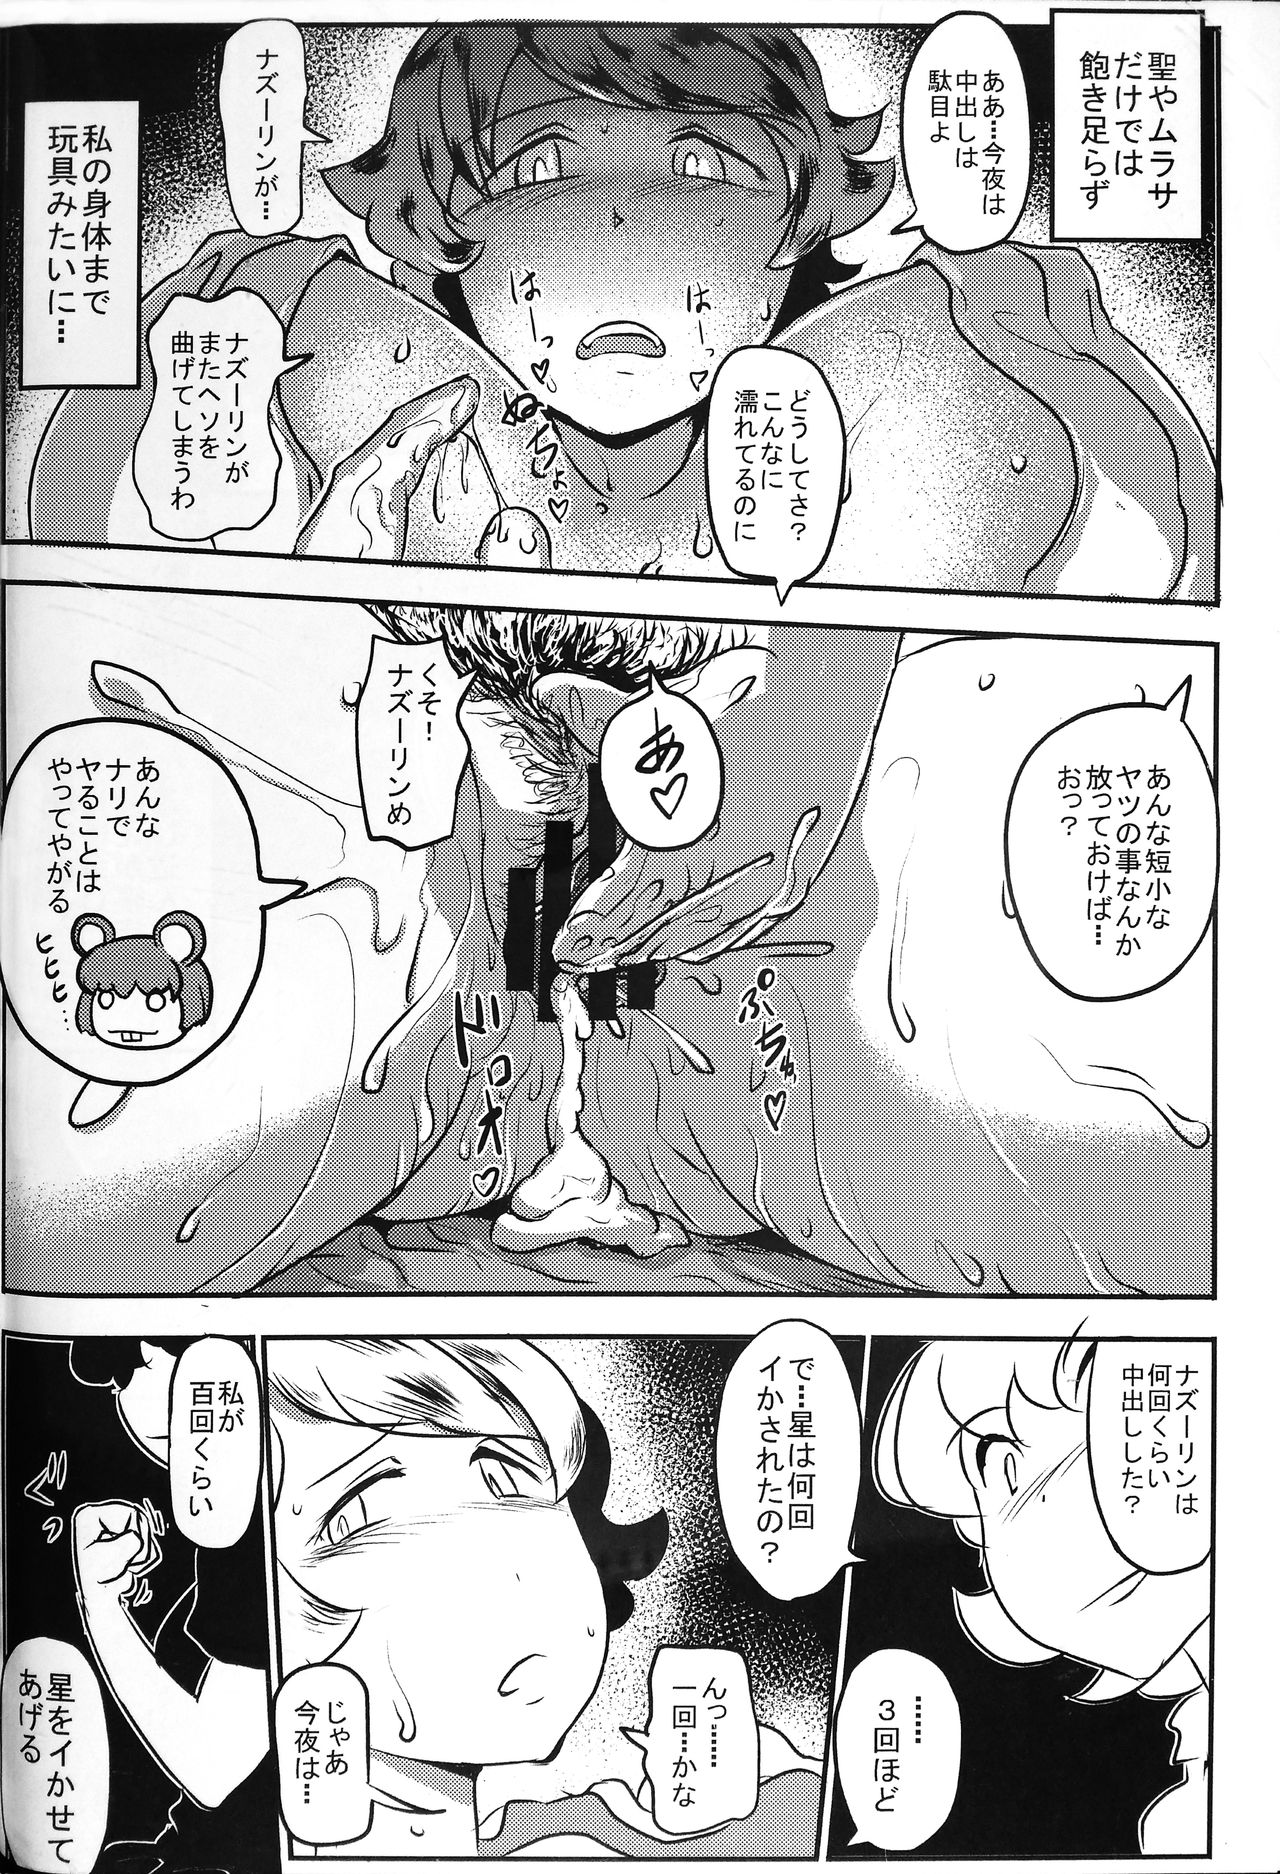 聖やムラサ
だけでは
飽き足らず
ああ…今夜は
中出しは
駄目よ
ナズーリンが…
私の身体まで
玩具みたいに…
はーっ♡
はーっ♡
ナズーリンが
またヘソを
曲げてしまうわ
ねちょ♡
どうしてさ?
こんなに
濡れてるのに
あんな短小な
ヤツの事なんか
放っておけば…
おっ?
あ♡
くそ!
ナズーリンめ
あんな
ナリで
ヤることは
やってやがる
ヒヒヒ…
ぷちゅ♡
ドロオ♡
ナズーリンは
何回くらい
中出しした?
……
3回ほど
で…星は何回
イかされたの?
んっ……
一回…かな
じゃあ
今夜は…
私が
百回くらい
ぐっ
星をイかせて
あげる